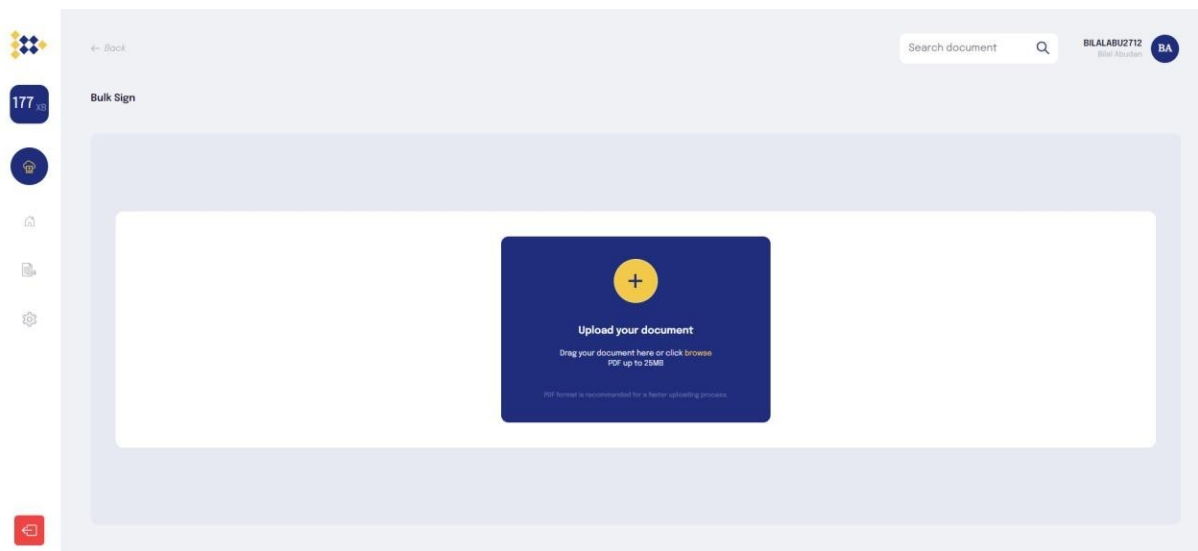 ← Back
Search document
BILALABU2712
Bilal Abudan
BA
177 XB
Bulk Sign
+
Upload your document
Drag your document here or click browse
PDF up to 25MB
PDF format is recommended for a faster uploading process.